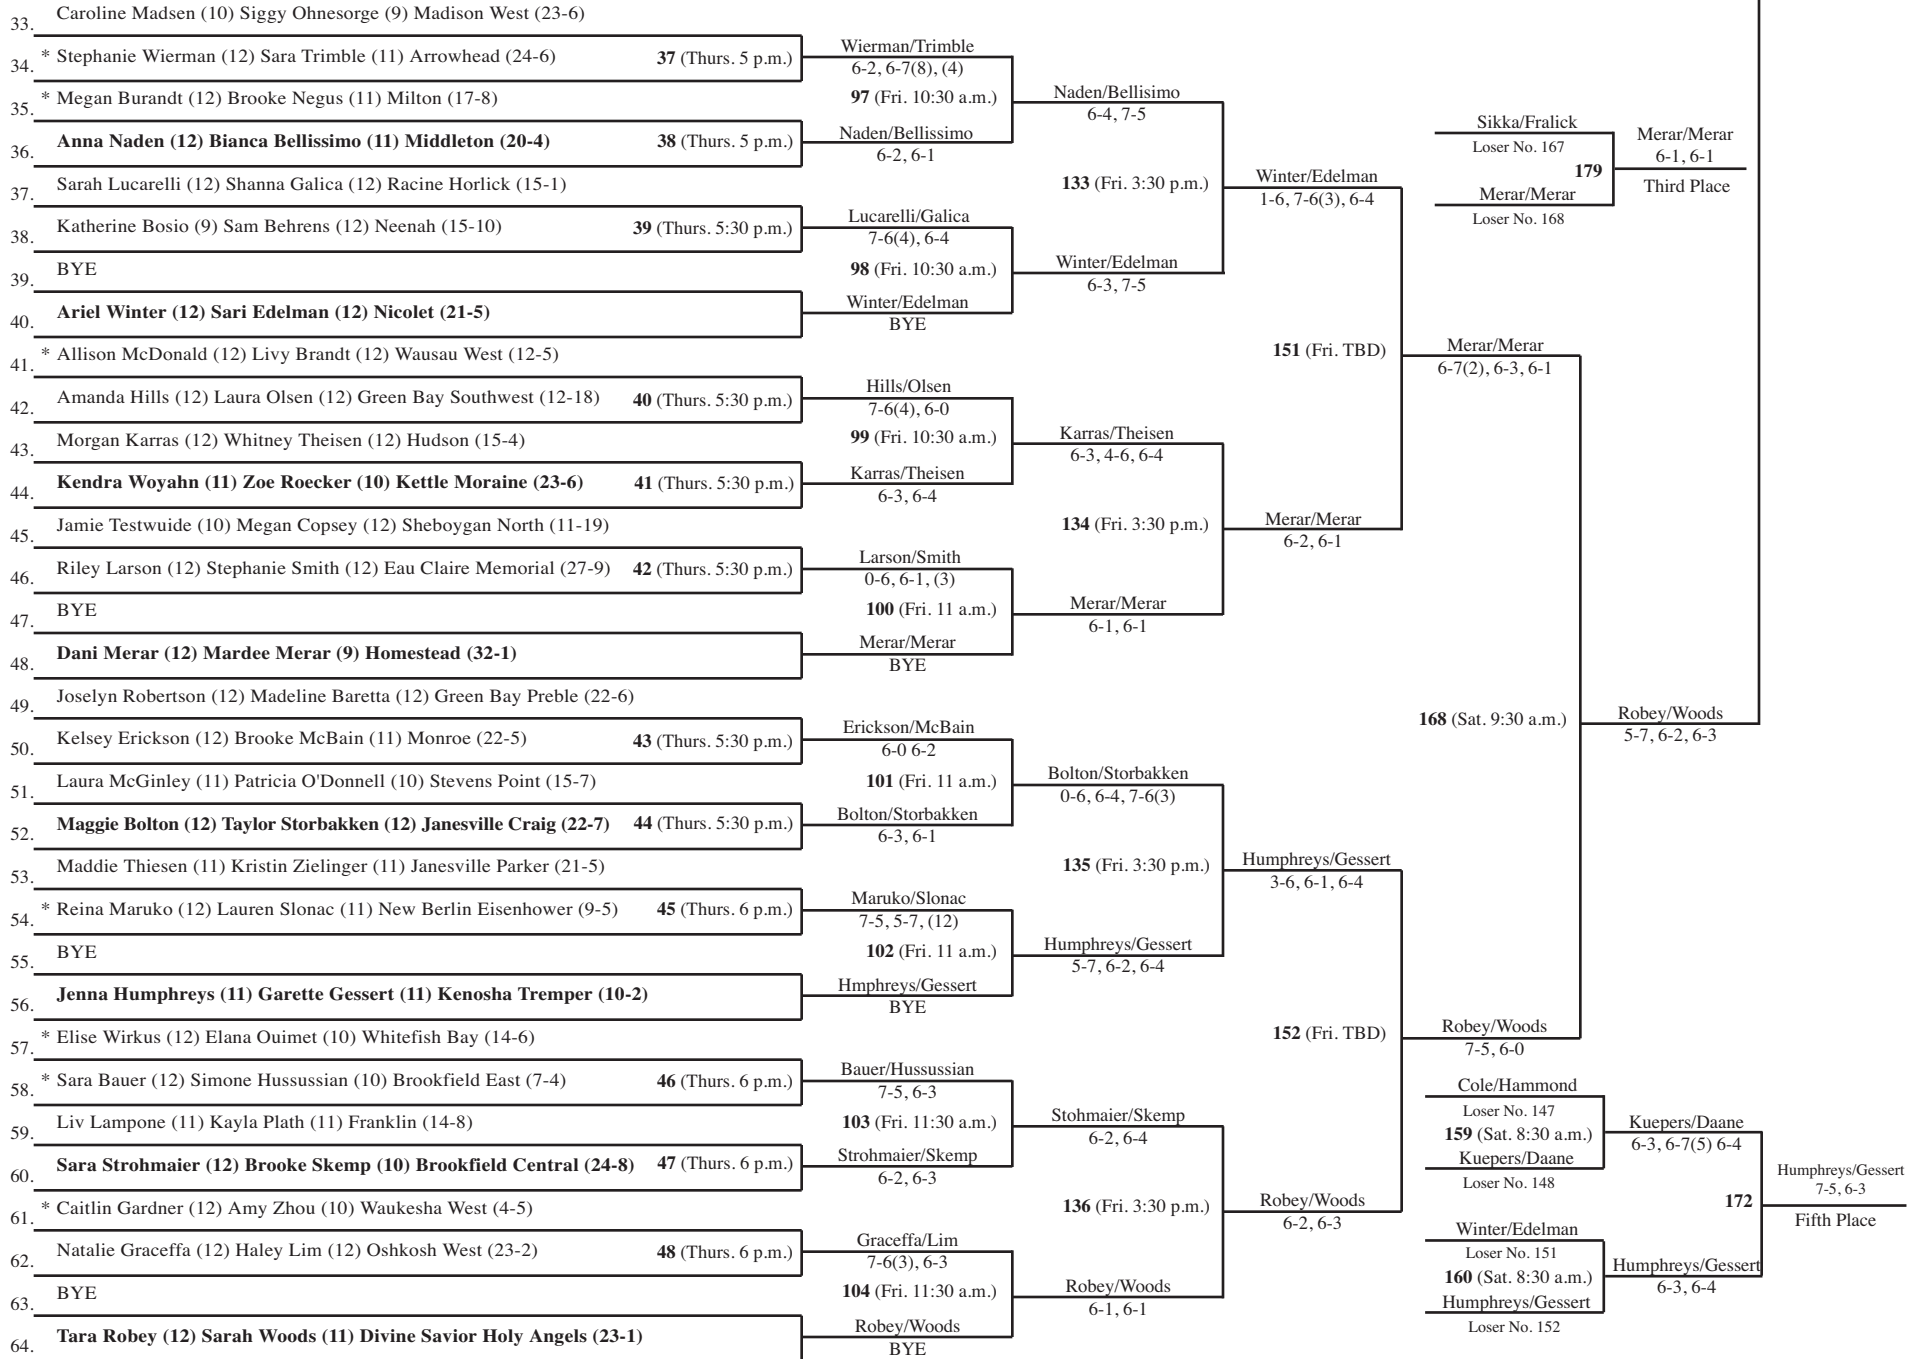 33. Caroline Madsen (10) Siggy Ohnesorge (9) Madison West (23-6)
34. * Stephanie Wierman (12) Sara Trimble (11) Arrowhead (24-6)
37 (Thurs. 5 p.m.)
Wierman/Trimble
6-2, 6-7(8), (4)
35. * Megan Burandt (12) Brooke Negus (11) Milton (17-8)
97 (Fri. 10:30 a.m.)
Naden/Bellisimo
6-4, 7-5
36. Anna Naden (12) Bianca Bellissimo (11) Middleton (20-4)
38 (Thurs. 5 p.m.)
Naden/Bellissimo
6-2, 6-1
37. Sarah Lucarelli (12) Shanna Galica (12) Racine Horlick (15-1)
133 (Fri. 3:30 p.m.)
Winter/Edelman
1-6, 7-6(3), 6-4
38. Katherine Bosio (9) Sam Behrens (12) Neenah (15-10)
39 (Thurs. 5:30 p.m.)
Lucarelli/Galica
7-6(4), 6-4
39. BYE
98 (Fri. 10:30 a.m.)
Winter/Edelman
6-3, 7-5
40. Ariel Winter (12) Sari Edelman (12) Nicolet (21-5)
Winter/Edelman
BYE
41. * Allison McDonald (12) Livy Brandt (12) Wausau West (12-5)
151 (Fri. TBD)
Merar/Merar
6-7(2), 6-3, 6-1
42. Amanda Hills (12) Laura Olsen (12) Green Bay Southwest (12-18)
40 (Thurs. 5:30 p.m.)
Hills/Olsen
7-6(4), 6-0
43. Morgan Karras (12) Whitney Theisen (12) Hudson (15-4)
99 (Fri. 10:30 a.m.)
Karras/Theisen
6-3, 4-6, 6-4
44. Kendra Woyahn (11) Zoe Roecker (10) Kettle Moraine (23-6)
41 (Thurs. 5:30 p.m.)
Karras/Theisen
6-3, 6-4
45. Jamie Testwuide (10) Megan Copsey (12) Sheboygan North (11-19)
134 (Fri. 3:30 p.m.)
Merar/Merar
6-2, 6-1
46. Riley Larson (12) Stephanie Smith (12) Eau Claire Memorial (27-9)
42 (Thurs. 5:30 p.m.)
Larson/Smith
0-6, 6-1, (3)
47. BYE
100 (Fri. 11 a.m.)
Merar/Merar
6-1, 6-1
48. Dani Merar (12) Mardee Merar (9) Homestead (32-1)
Merar/Merar
BYE
49. Joselyn Robertson (12) Madeline Baretta (12) Green Bay Preble (22-6)
168 (Sat. 9:30 a.m.)
Robey/Woods
5-7, 6-2, 6-3
50. Kelsey Erickson (12) Brooke McBain (11) Monroe (22-5)
43 (Thurs. 5:30 p.m.)
Erickson/McBain
6-0 6-2
51. Laura McGinley (11) Patricia O'Donnell (10) Stevens Point (15-7)
101 (Fri. 11 a.m.)
Bolton/Storbakken
0-6, 6-4, 7-6(3)
52. Maggie Bolton (12) Taylor Storbakken (12) Janesville Craig (22-7)
44 (Thurs. 5:30 p.m.)
Bolton/Storbakken
6-3, 6-1
53. Maddie Thiesen (11) Kristin Zielinger (11) Janesville Parker (21-5)
135 (Fri. 3:30 p.m.)
Humphreys/Gessert
3-6, 6-1, 6-4
54. * Reina Maruko (12) Lauren Slonac (11) New Berlin Eisenhower (9-5)
45 (Thurs. 6 p.m.)
Maruko/Slonac
7-5, 5-7, (12)
55. BYE
102 (Fri. 11 a.m.)
Humphreys/Gessert
5-7, 6-2, 6-4
56. Jenna Humphreys (11) Garette Gessert (11) Kenosha Tremper (10-2)
Hmphreys/Gessert
BYE
57. * Elise Wirkus (12) Elana Ouimet (10) Whitefish Bay (14-6)
152 (Fri. TBD)
Robey/Woods
7-5, 6-0
58. * Sara Bauer (12) Simone Hussussian (10) Brookfield East (7-4)
46 (Thurs. 6 p.m.)
Bauer/Hussussian
7-5, 6-3
59. Liv Lampone (11) Kayla Plath (11) Franklin (14-8)
103 (Fri. 11:30 a.m.)
Stohmaier/Skemp
6-2, 6-4
60. Sara Strohmaier (12) Brooke Skemp (10) Brookfield Central (24-8)
47 (Thurs. 6 p.m.)
Strohmaier/Skemp
6-2, 6-3
61. * Caitlin Gardner (12) Amy Zhou (10) Waukesha West (4-5)
136 (Fri. 3:30 p.m.)
Robey/Woods
6-2, 6-3
62. Natalie Graceffa (12) Haley Lim (12) Oshkosh West (23-2)
48 (Thurs. 6 p.m.)
Graceffa/Lim
7-6(3), 6-3
63. BYE
104 (Fri. 11:30 a.m.)
Robey/Woods
6-1, 6-1
64. Tara Robey (12) Sarah Woods (11) Divine Savior Holy Angels (23-1)
Robey/Woods
BYE
Sikka/Fralick
Loser No. 167
179
Merar/Merar
Loser No. 168
Merar/Merar
6-1, 6-1
Third Place
Cole/Hammond
Loser No. 147
159 (Sat. 8:30 a.m.)
Kuepers/Daane
Loser No. 148
Kuepers/Daane
6-3, 6-7(5) 6-4
172
Winter/Edelman
Loser No. 151
160 (Sat. 8:30 a.m.)
Humphreys/Gessert
Loser No. 152
Humphreys/Gessert
6-3, 6-4
Humphreys/Gessert
7-5, 6-3
Fifth Place